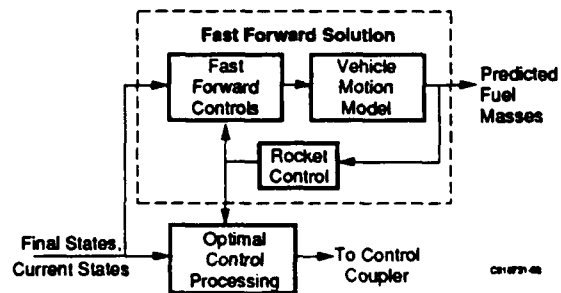 Fast Forward Solution
Fast
Forward
Controls
Vehicle
Motion
Model
Predicted
Fuel
Masses
Rocket
Control
Final States,
Current States
Optimal
Control
Processing
To Control
Coupler